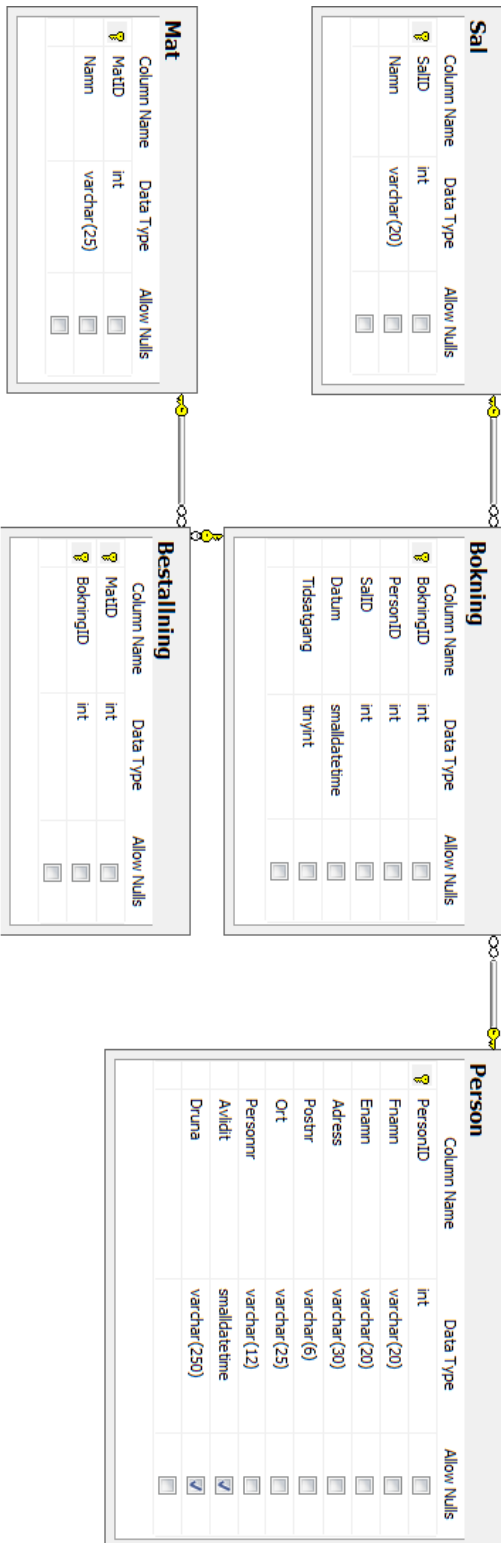 Sal
Column Name Data Type Allow Nulls
SalID int
Namn varchar(20)
Bokning
Column Name Data Type Allow Nulls
BokningID int
PersonID int
SalID int
Datum smalldatetime
Tidsatgang tinyint
Person
Column Name Data Type Allow Nulls
PersonID int
Fnamn varchar(20)
Enamn varchar(20)
Adress varchar(30)
Postnr varchar(6)
Ort varchar(25)
Personnr varchar(12)
Avlidit smalldatetime
Druna varchar(250)
Mat
Column Name Data Type Allow Nulls
MatID int
Namn varchar(25)
Bestallning
Column Name Data Type Allow Nulls
MatID int
BokningID int